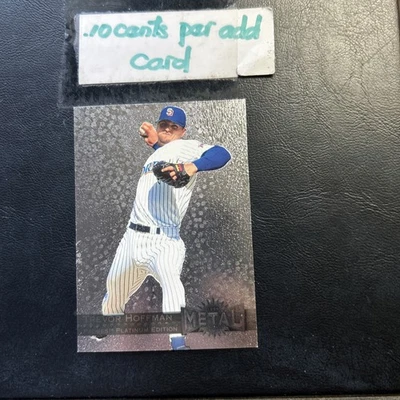 .10 cents per add
card
HOFFMAN
PLATINUM EDITION
METAL